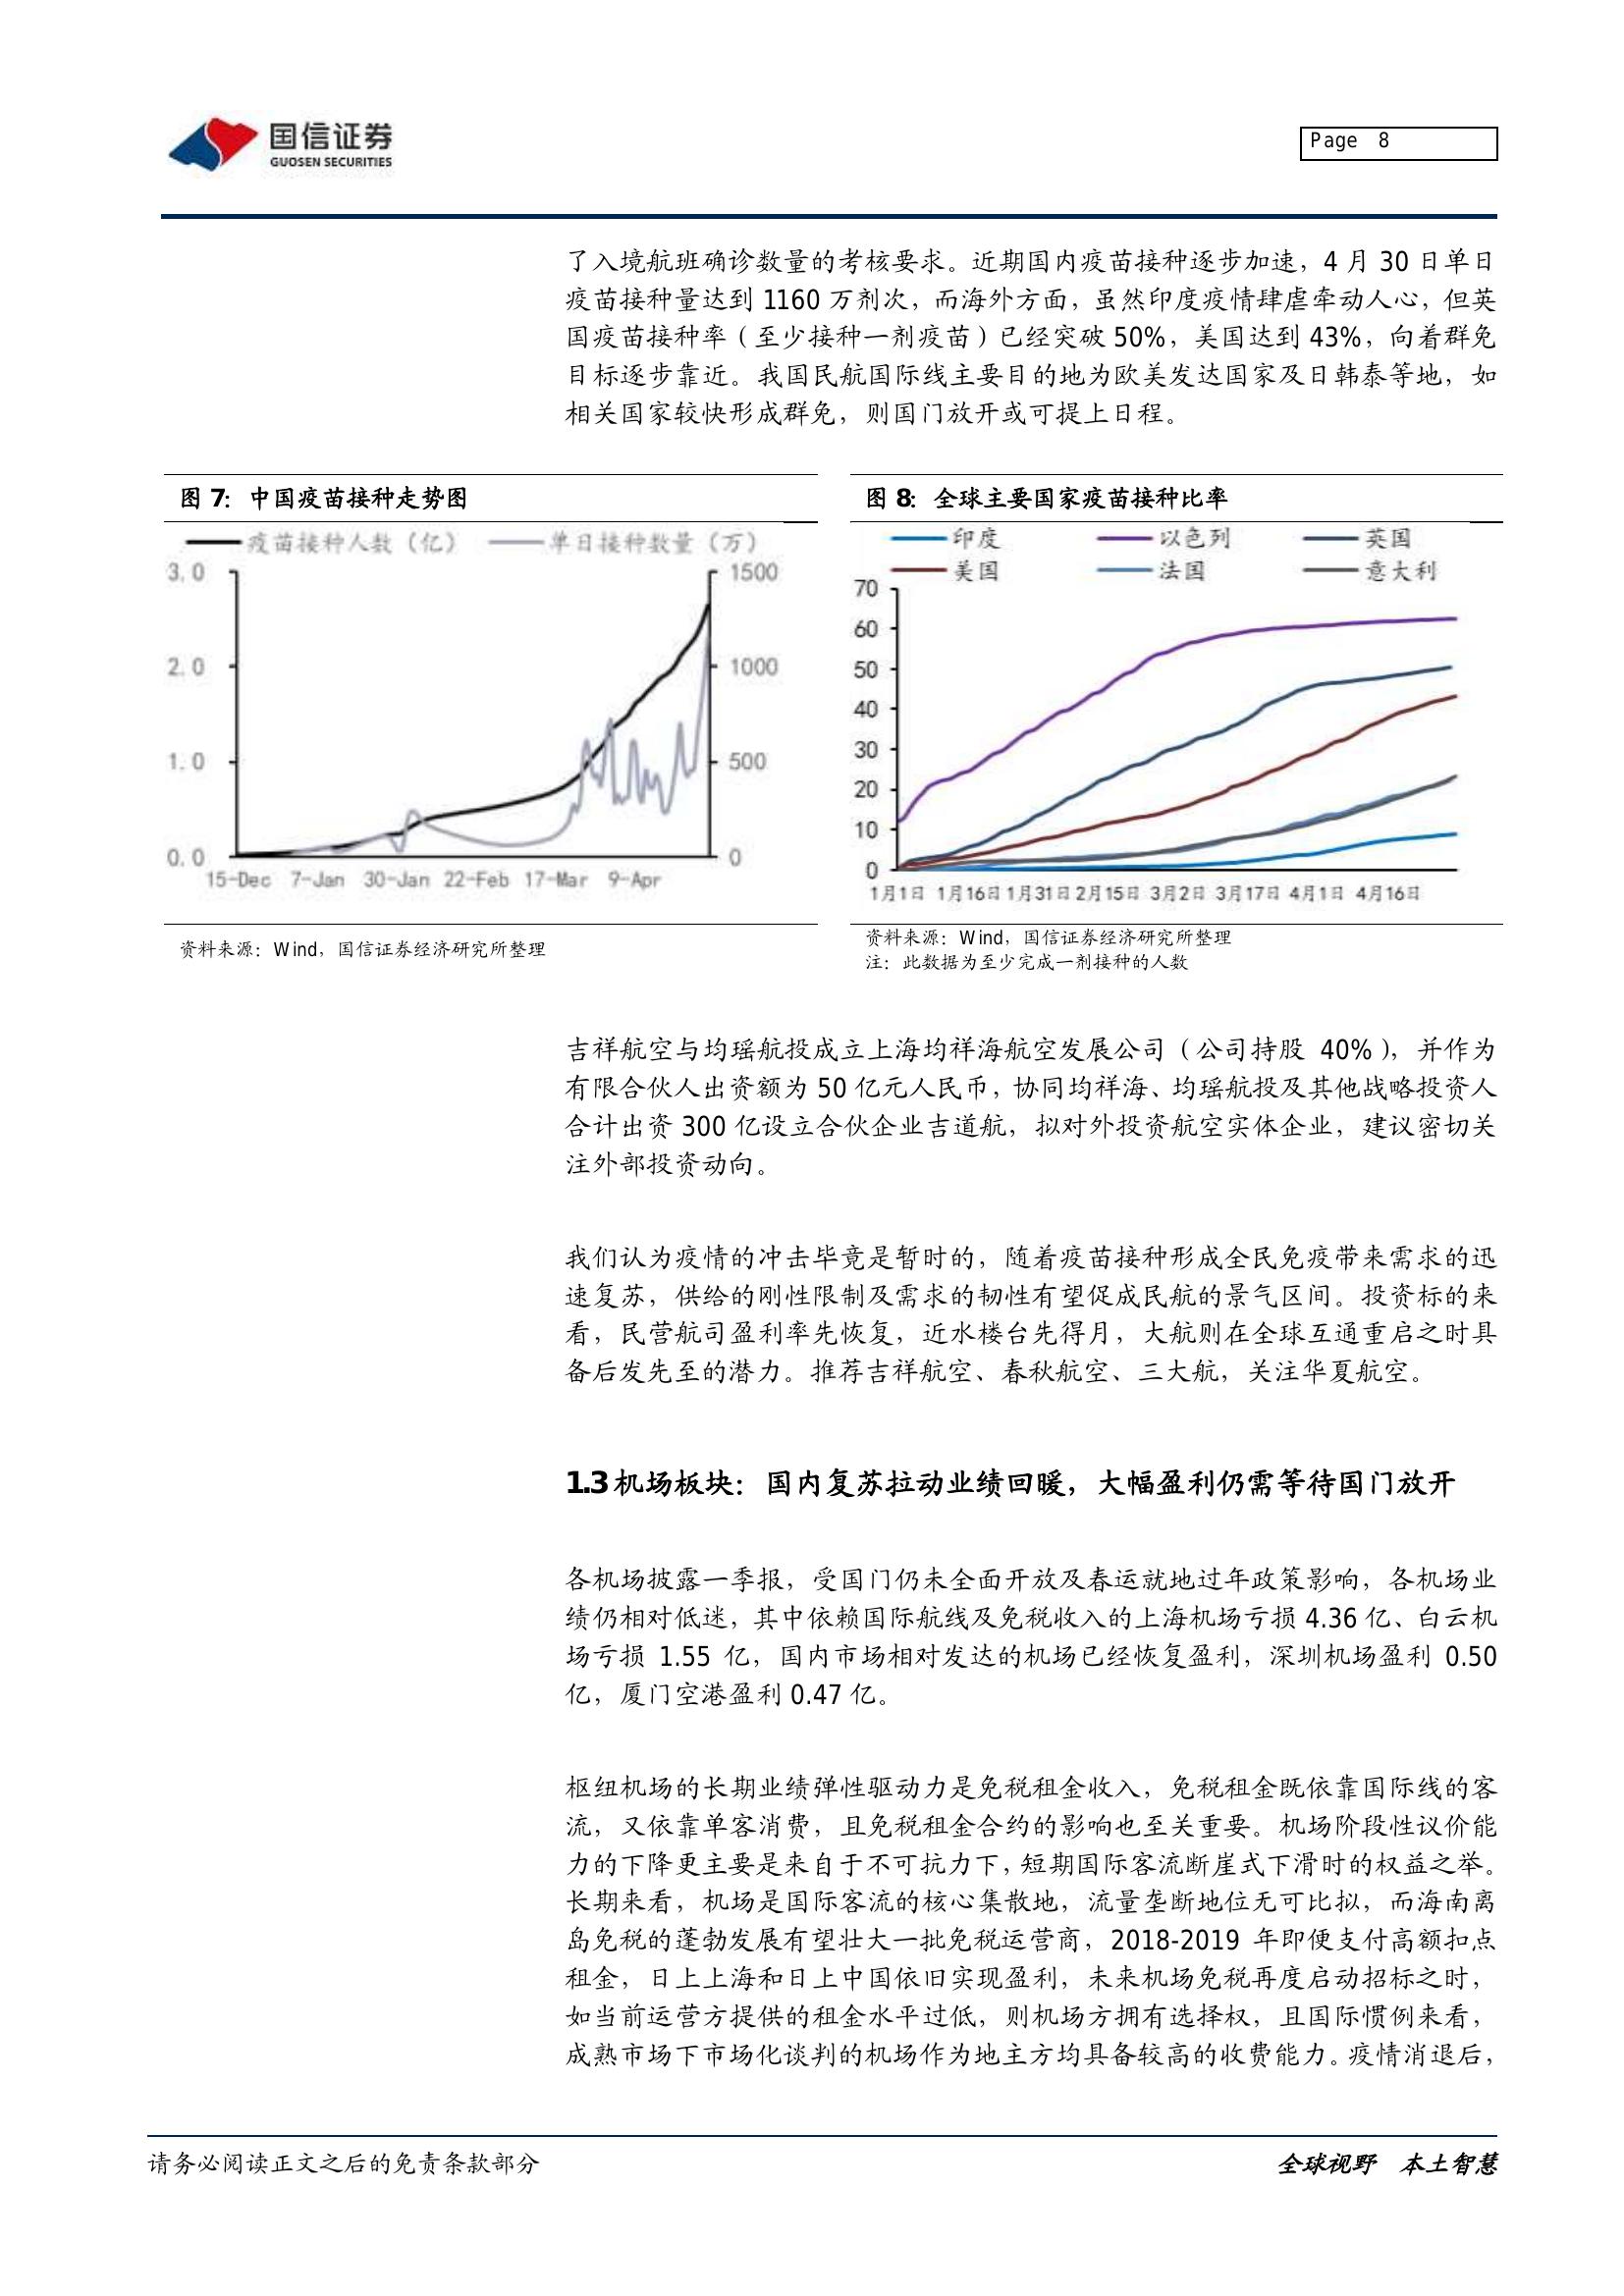 国信证券
GUOSEN SECURITIES
Page 8
了入境航班确诊数量的考核要求。近期国内疫苗接种逐步加速，4 月 30 日单日
疫苗接种量达到 1160 万剂次，而海外方面，虽然印度疫情肆虐牵动人心，但英
国疫苗接种率（至少接种一剂疫苗）已经突破 50%，美国达到 43%，向着群免
目标逐步靠近。我国民航国际线主要目的地为欧美发达国家及日韩泰等地，如
相关国家较快形成群免，则国门放开或可提上日程。
图 7：中国疫苗接种走势图
疫苗接种人数（亿） 单日接种数量（万）
3.0 1500
2.0 1000
1.0 500
0.0 0
15-Dec 7-Jan 30-Jan 22-Feb 17-Mar 9-Apr
资料来源：Wind，国信证券经济研究所整理
图 8：全球主要国家疫苗接种比率
印度 以色列 英国
美国 法国 意大利
70
60
50
40
30
20
10
0
1月1日 1月16日 1月31日 2月15日 3月2日 3月17日 4月1日 4月16日
资料来源：Wind，国信证券经济研究所整理
注：此数据为至少完成一剂接种的人数
吉祥航空与均瑶航投成立上海均祥海航空发展公司（公司持股 40%），并作为
有限合伙人出资额为 50 亿元人民币，协同均祥海、均瑶航投及其他战略投资人
合计出资 300 亿设立合伙企业吉道航，拟对外投资航空实体企业，建议密切关
注外部投资动向。
我们认为疫情的冲击毕竟是暂时的，随着疫苗接种形成全民免疫带来需求的迅
速复苏，供给的刚性限制及需求的韧性有望促成民航的景气区间。投资标的来
看，民营航司盈利率先恢复，近水楼台先得月，大航则在全球互通重启之时具
备后发先至的潜力。推荐吉祥航空、春秋航空、三大航，关注华夏航空。
1.3 机场板块：国内复苏拉动业绩回暖，大幅盈利仍需等待国门放开
各机场披露一季报，受国门仍未全面开放及春运就地过年政策影响，各机场业
绩仍相对低迷，其中依赖国际航线及免税收入的上海机场亏损 4.36 亿、白云机
场亏损 1.55 亿，国内市场相对发达的机场已经恢复盈利，深圳机场盈利 0.50
亿，厦门空港盈利 0.47 亿。
枢纽机场的长期业绩弹性驱动力是免税租金收入，免税租金既依靠国际线的客
流，又依靠单客消费，且免税租金合约的影响也至关重要。机场阶段性议价能
力的下降更主要是来自于不可抗力下，短期国际客流断崖式下滑时的权益之举。
长期来看，机场是国际客流的核心集散地，流量垄断地位无可比拟，而海南离
岛免税的蓬勃发展有望壮大一批免税运营商，2018-2019 年即便支付高额扣点
租金，日上上海和日上中国依旧实现盈利，未来机场免税再度启动招标之时，
如当前运营方提供的租金水平过低，则机场方拥有选择权，且国际惯例来看，
成熟市场下市场化谈判的机场作为地主方均具备较高的收费能力。疫情消退后，
请务必阅读正文之后的免责条款部分
全球视野 本土智慧